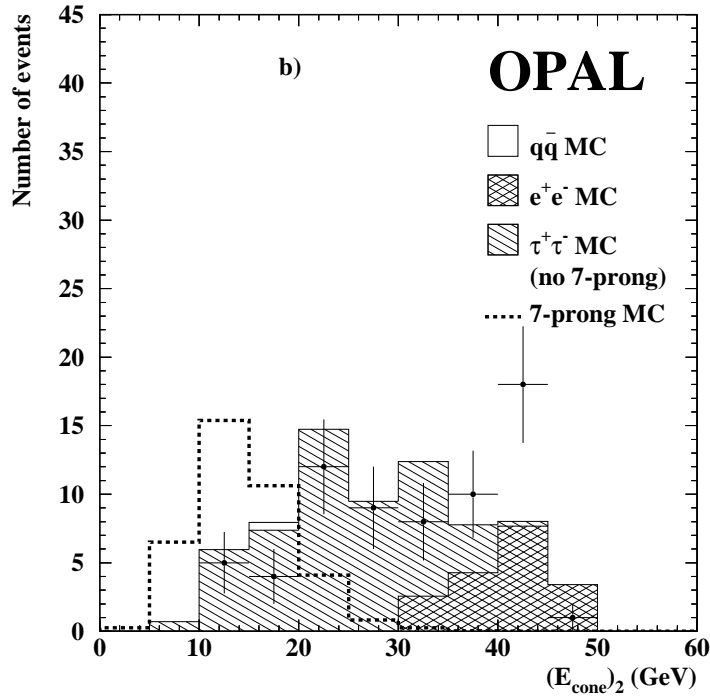 Number of events
45
40
35
30
25
20
15
10
5
0
b)
OPAL
qq̄ MC
e⁺e⁻ MC
τ⁺τ⁻ MC
(no 7-prong)
7-prong MC
0 10 20 30 40 50 60
(E_cone)₂ (GeV)